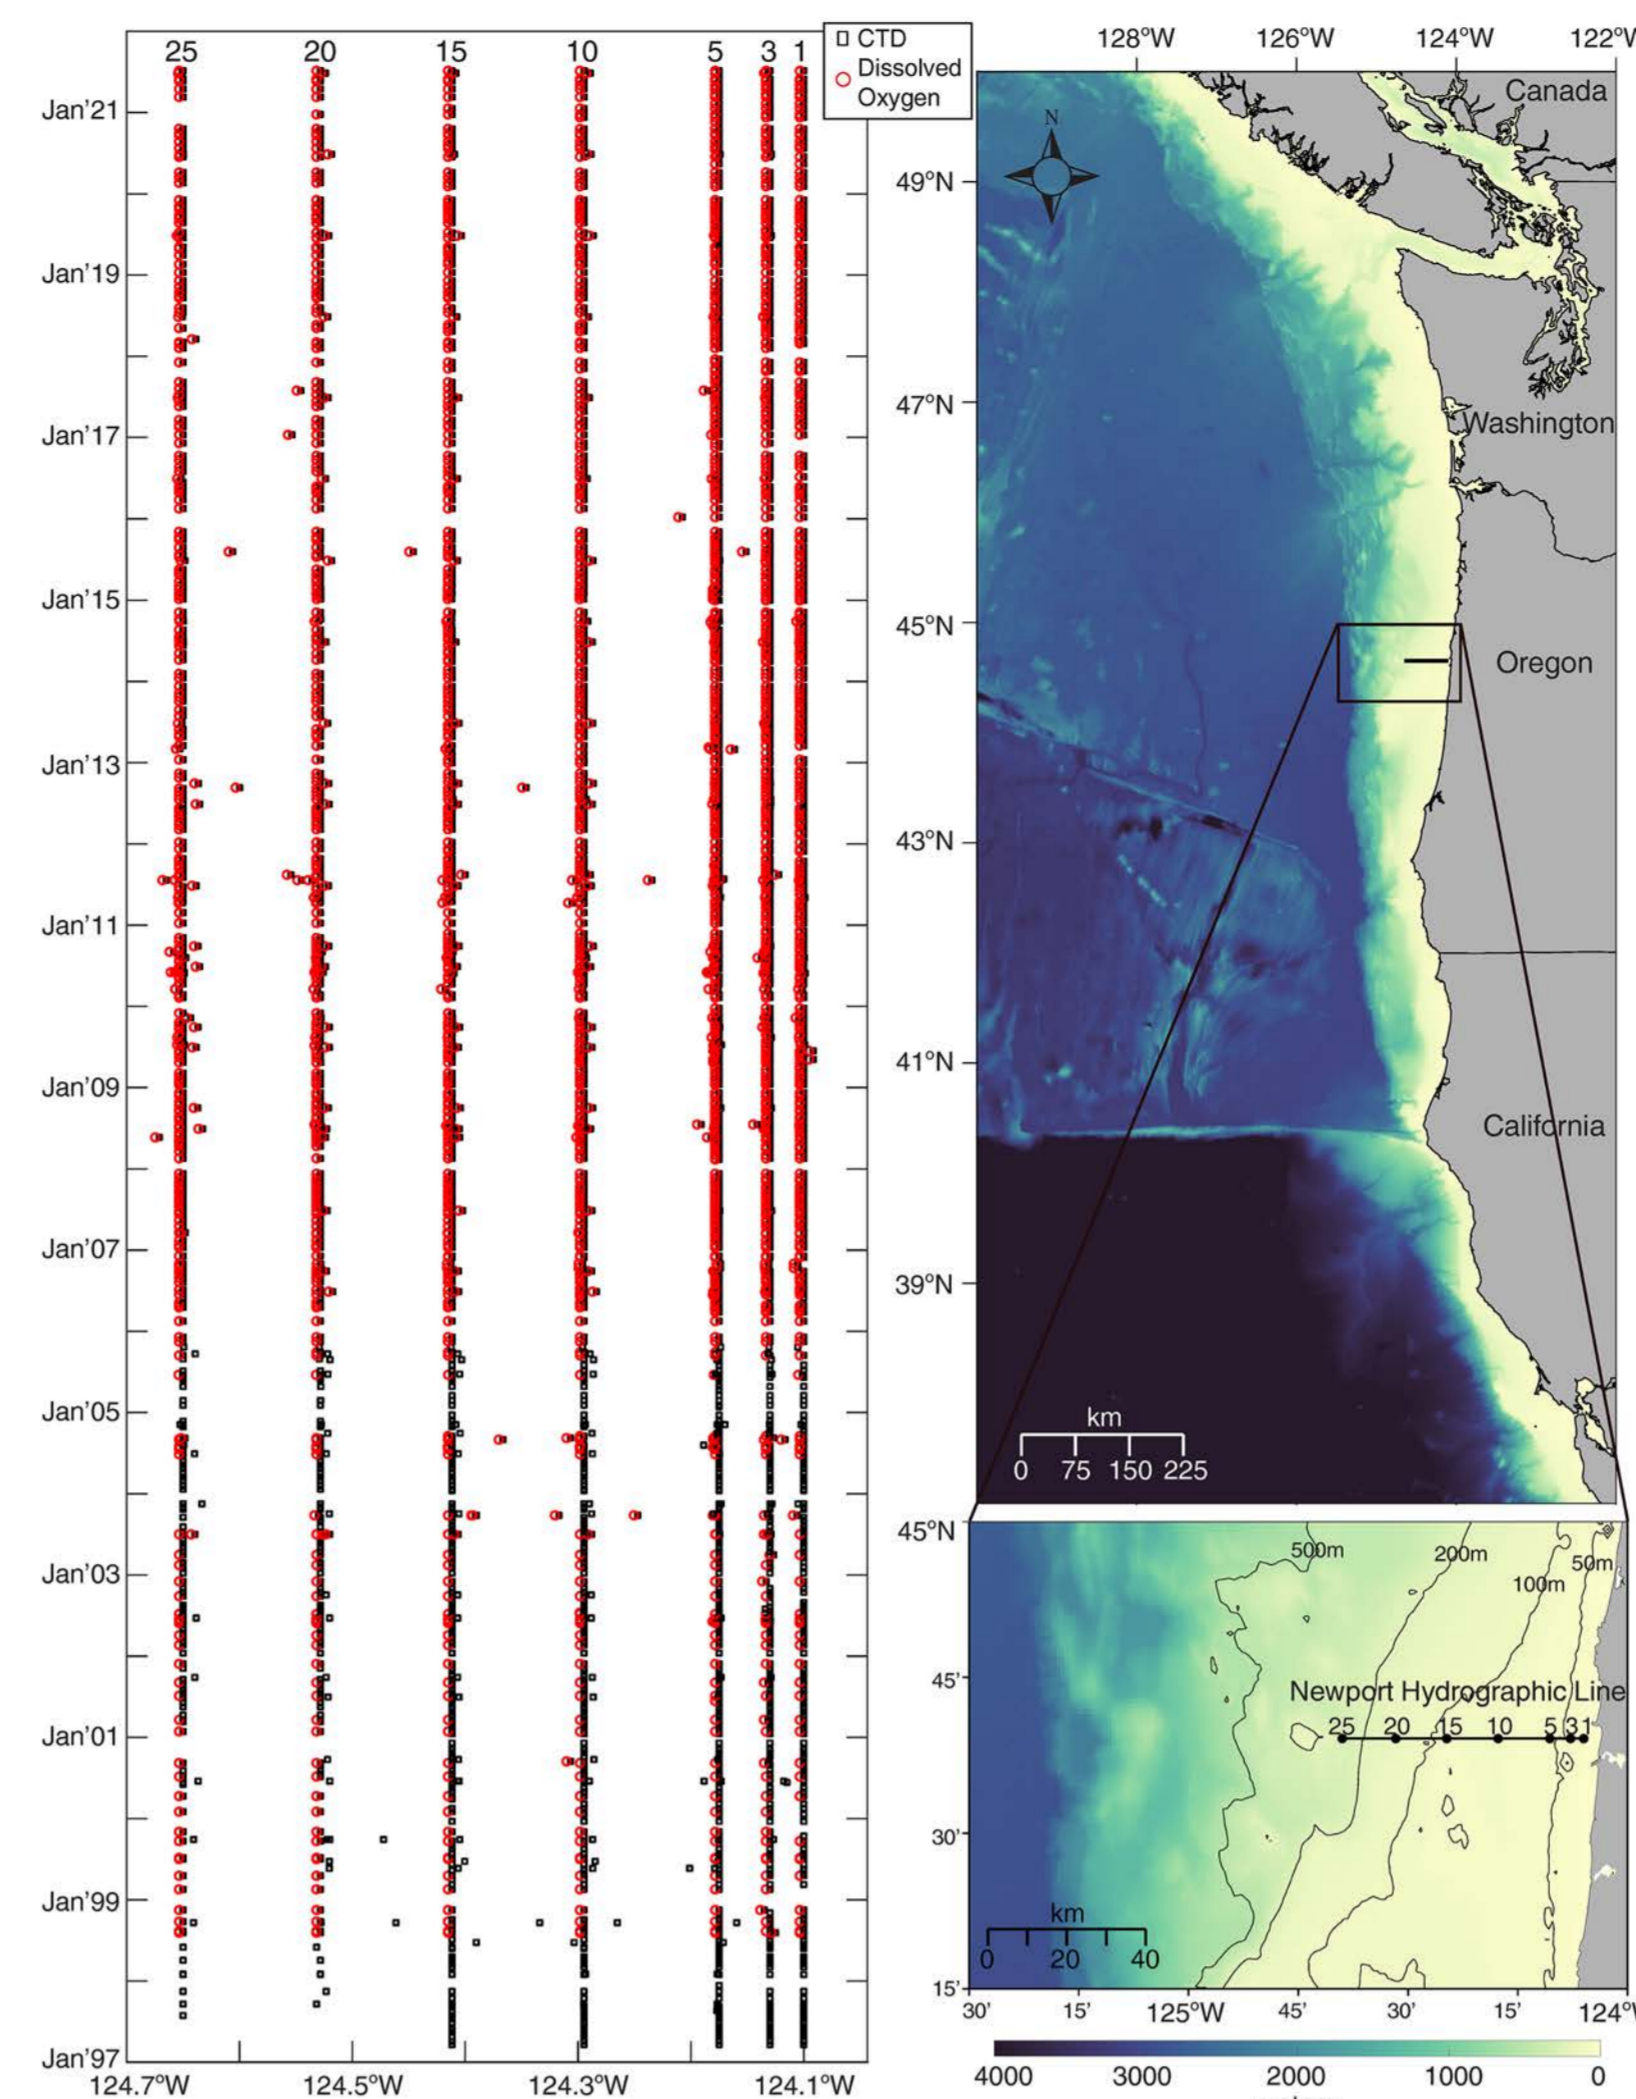 25 20 15 10 5 3 1
CTD
Dissolved
Oxygen
Jan'21
Jan'19
Jan'17
Jan'15
Jan'13
Jan'11
Jan'09
Jan'07
Jan'05
Jan'03
Jan'01
Jan'99
Jan'97
124.7°W 124.5°W 124.3°W 124.1°W
128°W 126°W 124°W 122°W
Canada
N
49°N
47°N
Washington
45°N
Oregon
43°N
41°N
California
39°N
km
0 75 150 225
45°N
500m 200m 50m
100m
45'
Newport Hydrographic Line
25 20 15 10 5 3 1
30'
km
0 20 40
15'
30' 15' 125°W 45' 30' 15' 124°W
4000 3000 2000 1000 0